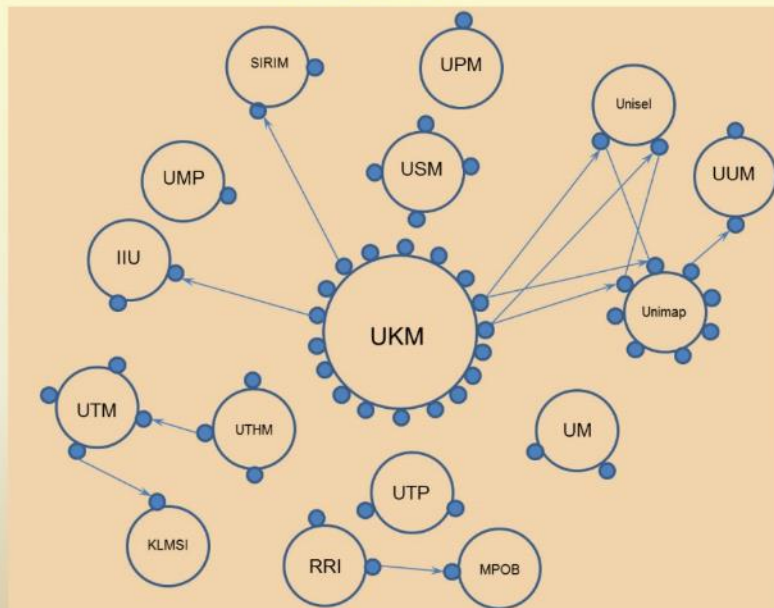 SIRIM
UPM
Unisel
UMP
USM
UUM
IIU
UKM
Unimap
UTM
UTHM
UM
UTP
KLMSI
RRI
MPOB